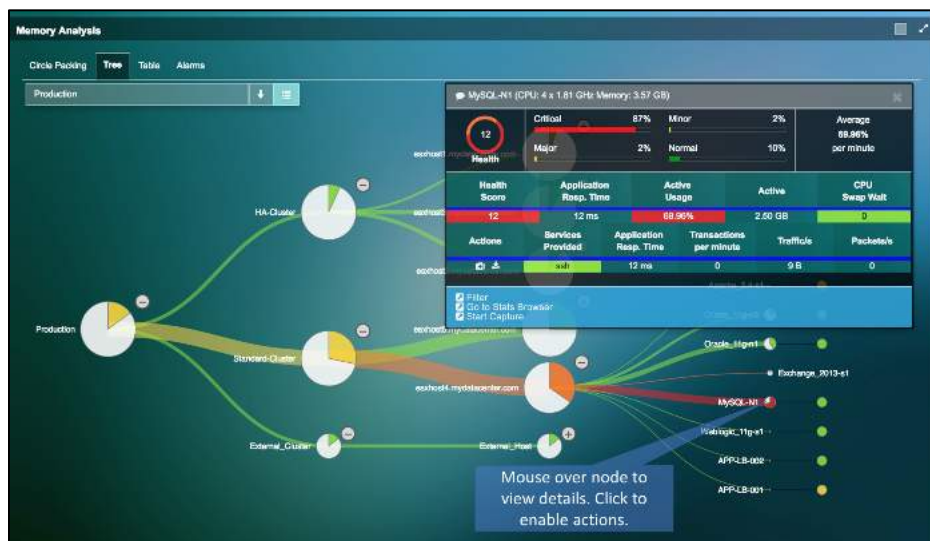 Memory Analysis
Circle Packing Tree Table Alarms
Production
MySQL-N1 (CPU: 4 x 1.81 GHz Memory: 3.57 GB)
Critical 87% Minor 2% Average
12 69.96%
Major 2% Normal 10% per minute
Health
Health Application Active Active CPU
Score Resp. Time Usage Swap Wait
12 12 ms 68.96% 2.50 GB 0
Actions Services Application Transactions Traffic/s Packets/s
Provided Resp. Time per minute
ssh 12 ms 0 9 B 0
Filter
Go to Stats Browser
Start Capture
HA-Cluster
Production
Standard-Cluster
esxhost4.mydatacenter.com
External_Cluster
External_Host
Oracle_11g-n1
Exchange_2013-s1
MySQL-N1
Weblogic_11g-s1
APP-LB-002
APP-LB-001
Mouse over node to
view details. Click to
enable actions.